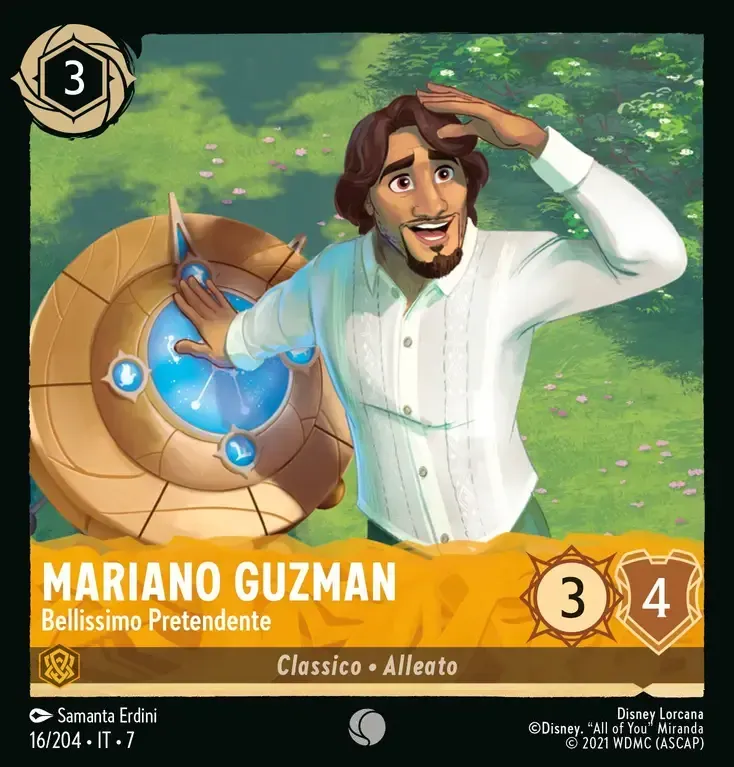 3
MARIANO GUZMAN
Bellissimo Pretendente
3
4
Classico • Alleato
Samanta Erdini
16/204 • IT • 7
Disney Lorcana
©Disney. "All of You" Miranda
© 2021 WDMC (ASCAP)